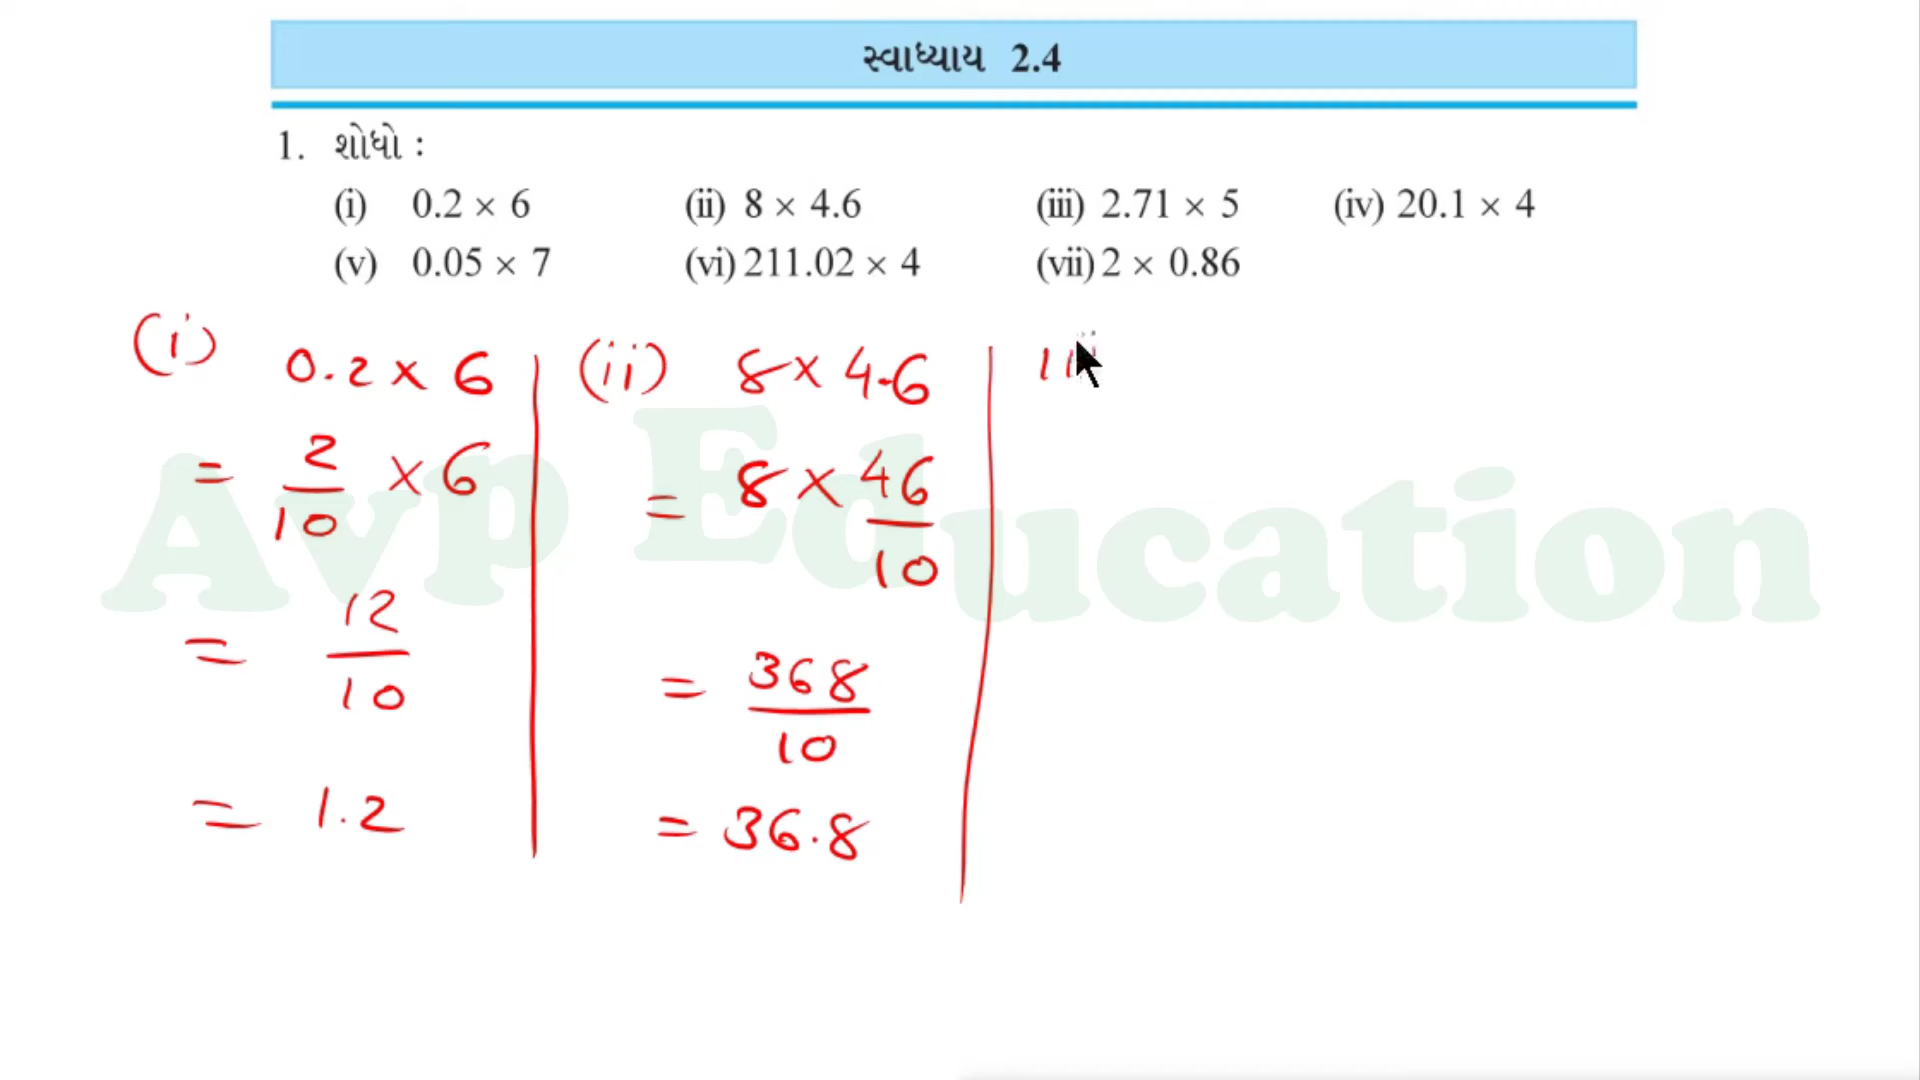 સ્વાધ્યાય 2.4
1. શોધો :
(i) 0.2 × 6 (ii) 8 × 4.6 (iii) 2.71 × 5 (iv) 20.1 × 4
(v) 0.05 × 7 (vi) 211.02 × 4 (vii) 2 × 0.86
(i) 0.2 × 6
= 2/10 × 6
= 12/10
= 1.2
(ii) 8 × 4.6
= 8 × 46/10
= 368/10
= 36.8
Avp Education